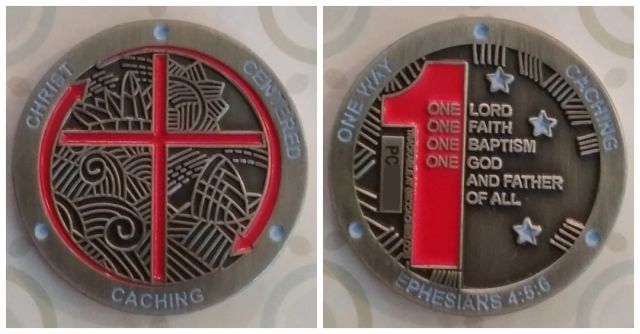 CHRIST
CENTERED
CACHING
ONE WAY
CACHING
ONE LORD
ONE FAITH
ONE BAPTISM
ONE GOD
AND FATHER
OF ALL
PC
EPHESIANS 4:5:6